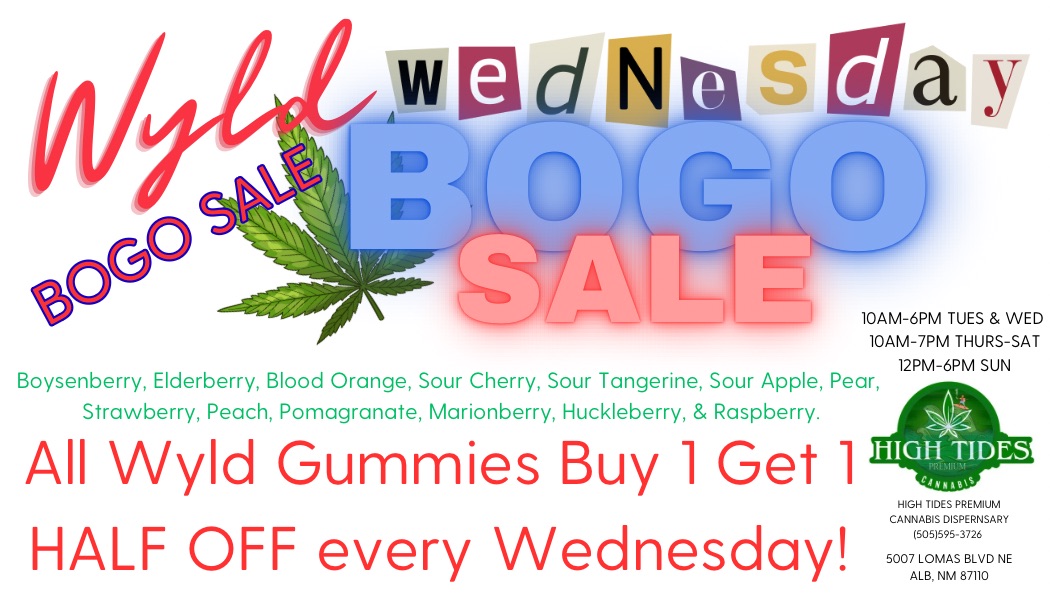 Wyld wedNesday
BOGO SALE
BOGO
SALE
10AM-6PM TUES & WED
10AM-7PM THURS-SAT
12PM-6PM SUN
Boysenberry, Elderberry, Blood Orange, Sour Cherry, Sour Tangerine, Sour Apple, Pear,
Strawberry, Peach, Pomagranate, Marionberry, Huckleberry, & Raspberry.
All Wyld Gummies Buy 1 Get 1
HALF OFF every Wednesday!
HIGH TIDES
PREMIUM
CANNABIS
HIGH TIDES PREMIUM
CANNABIS DISPERNSARY
(505)595-3726
5007 LOMAS BLVD NE
ALB, NM 87110